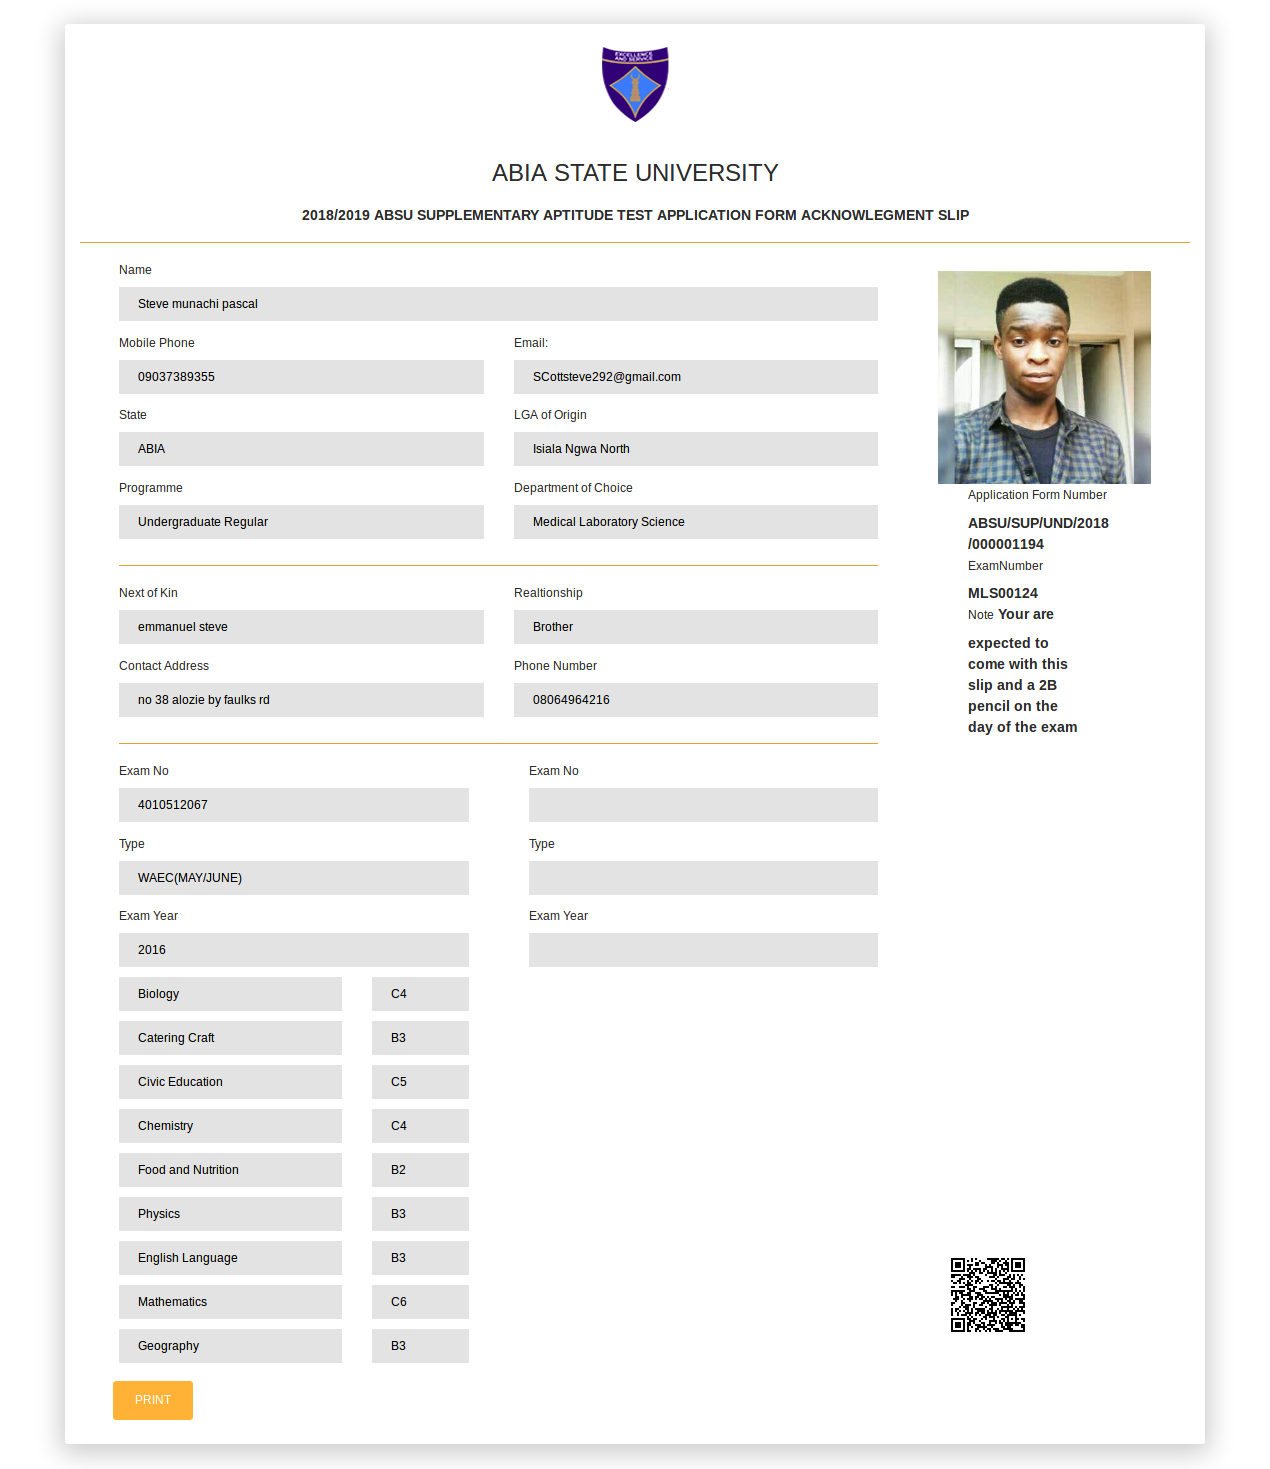 EXCELLENCE
AND SERVICE
ABIA STATE UNIVERSITY
2018/2019 ABSU SUPPLEMENTARY APTITUDE TEST APPLICATION FORM ACKNOWLEGMENT SLIP
Name
Steve munachi pascal
Mobile Phone Email:
09037389355 SCottsteve292@gmail.com
State LGA of Origin
ABIA Isiala Ngwa North
Programme Department of Choice
Undergraduate Regular Medical Laboratory Science
Next of Kin Realtionship
emmanuel steve Brother
Contact Address Phone Number
no 38 alozie by faulks rd 08064964216
Exam No Exam No
4010512067
Type Type
WAEC(MAY/JUNE)
Exam Year Exam Year
2016
Biology C4
Catering Craft B3
Civic Education C5
Chemistry C4
Food and Nutrition B2
Physics B3
English Language B3
Mathematics C6
Geography B3
PRINT
Application Form Number
ABSU/SUP/UND/2018
/000001194
ExamNumber
MLS00124
Note Your are
expected to
come with this
slip and a 2B
pencil on the
day of the exam